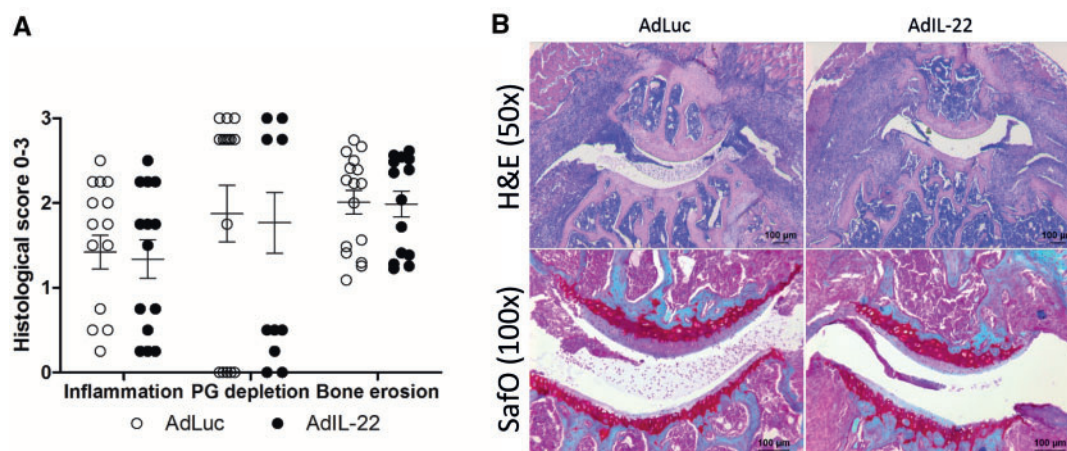 A
Histological score 0-3
3
2
1
0
Inflammation PG depletion Bone erosion
AdLuc AdIL-22
B
AdLuc AdIL-22
H&E (50x)
100 µm 100 µm
SafO (100x)
100 µm 100 µm